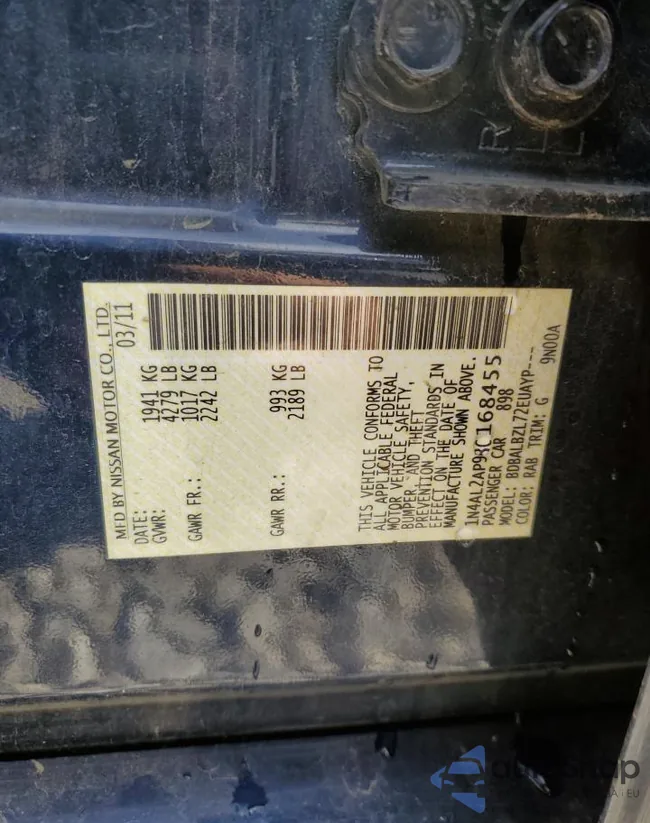 R
L
MFD BY NISSAN MOTOR CO., LTD.
DATE: 03/11
GVWR: 1941 KG
4279 LB
GAWR FR.: 1017 KG
2242 LB
GAWR RR.: 993 KG
2189 LB
THIS VEHICLE CONFORMS TO
ALL APPLICABLE FEDERAL
MOTOR VEHICLE SAFETY,
BUMPER, AND THEFT
PREVENTION STANDARDS IN
EFFECT ON THE DATE OF
MANUFACTURE SHOWN ABOVE.
1N4AL2AP9BC168455
PASSENGER CAR 898
MODEL: BDBALBZL72EUAYP---
COLOR: RAB TRIM: G 9N00A